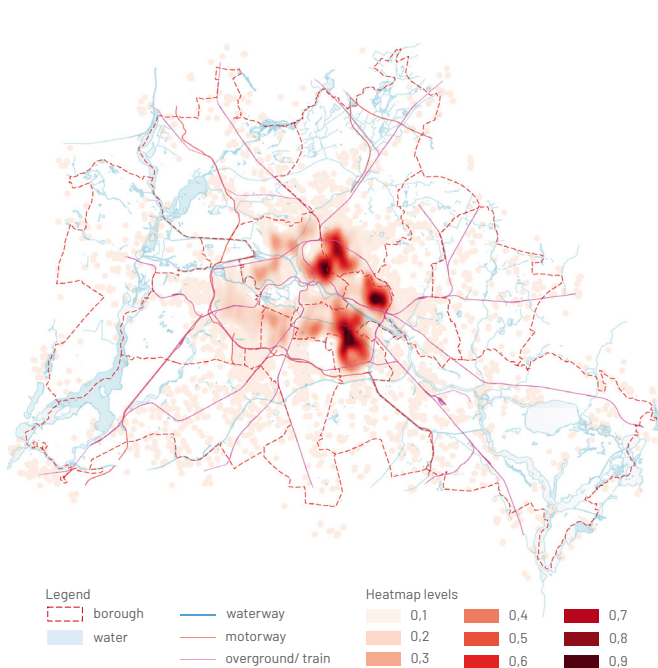 Legend
borough
water
waterway
motorway
overground/ train
Heatmap levels
0,1
0,2
0,3
0,4
0,5
0,6
0,7
0,8
0,9